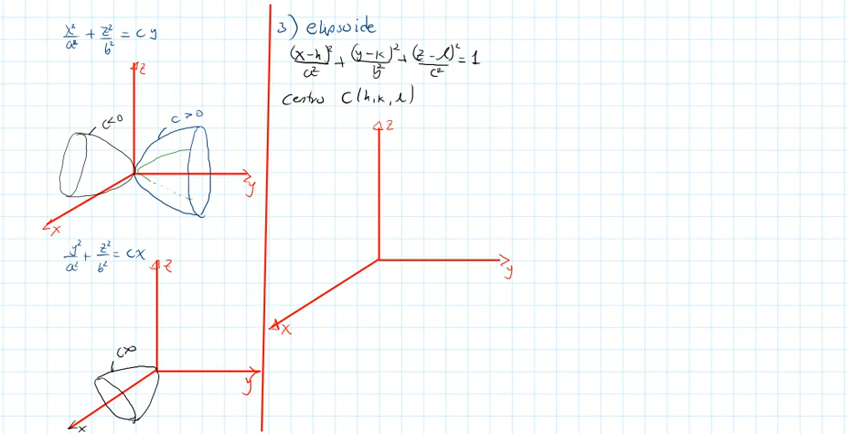 x²/a² + z²/b² = cy
z
c<0
c>0
y
x
y²/a² + z²/b² = cx
z
c>0
y
x
3) elipsoide
(x-h)²/a² + (y-k)²/b² + (z-l)²/c² = 1
centro C(h,k,l)
z
y
x